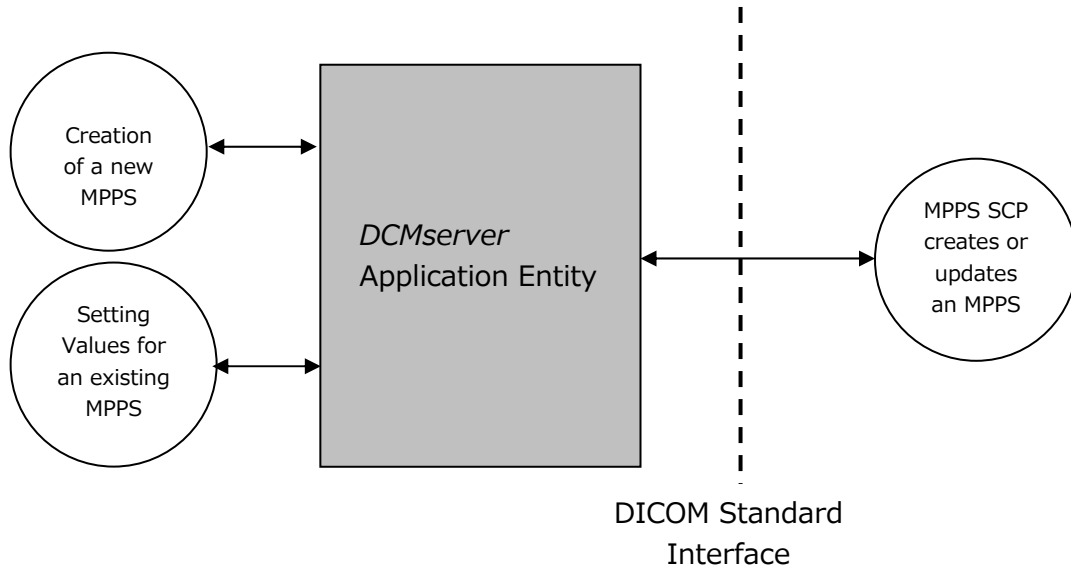 Creation
of a new
MPPS
Setting
Values for
an existing
MPPS
DCMserver
Application Entity
MPPS SCP
creates or
updates
an MPPS
DICOM Standard
Interface